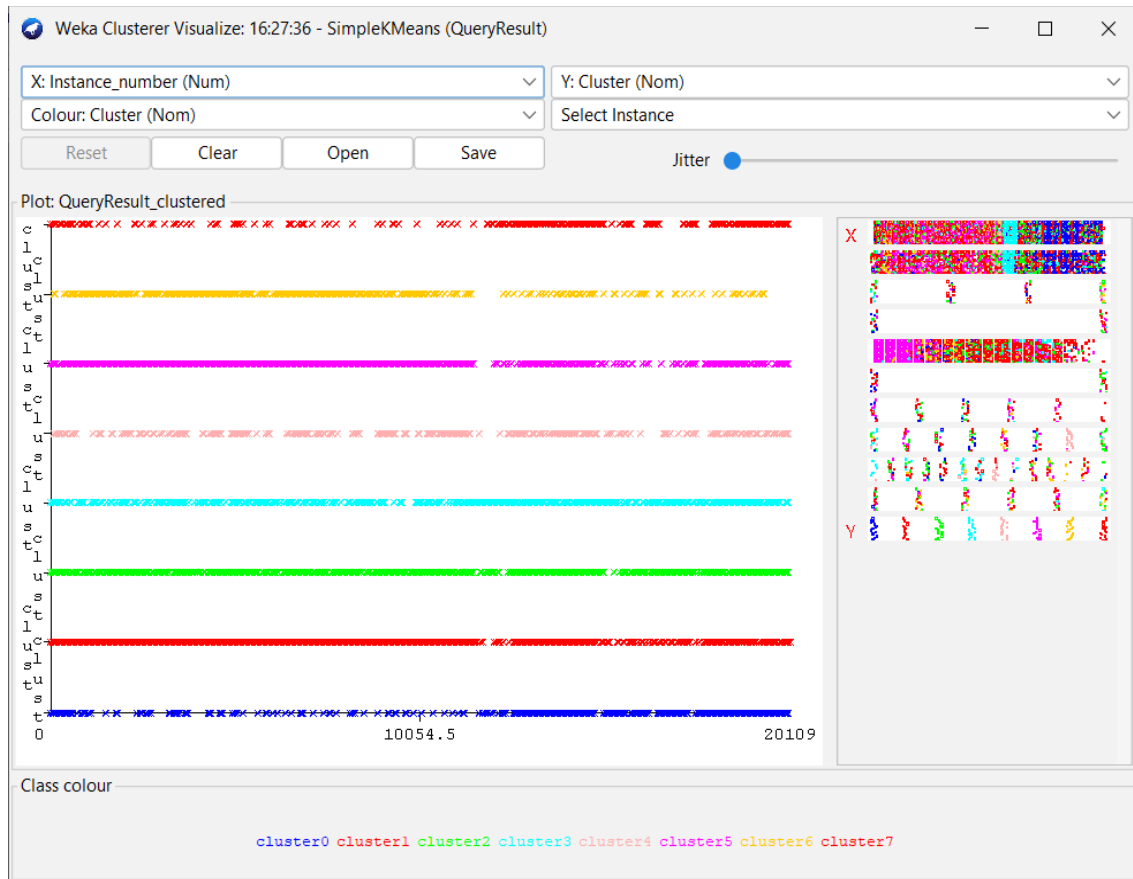 Weka Clusterer Visualize: 16:27:36 - SimpleKMeans (QueryResult)
X: Instance_number (Num)
Y: Cluster (Nom)
Colour: Cluster (Nom)
Select Instance
Reset
Clear
Open
Save
Jitter
Plot: QueryResult_clustered
X
Y
0
10054.5
20109
Class colour
cluster0 cluster1 cluster2 cluster3 cluster4 cluster5 cluster6 cluster7